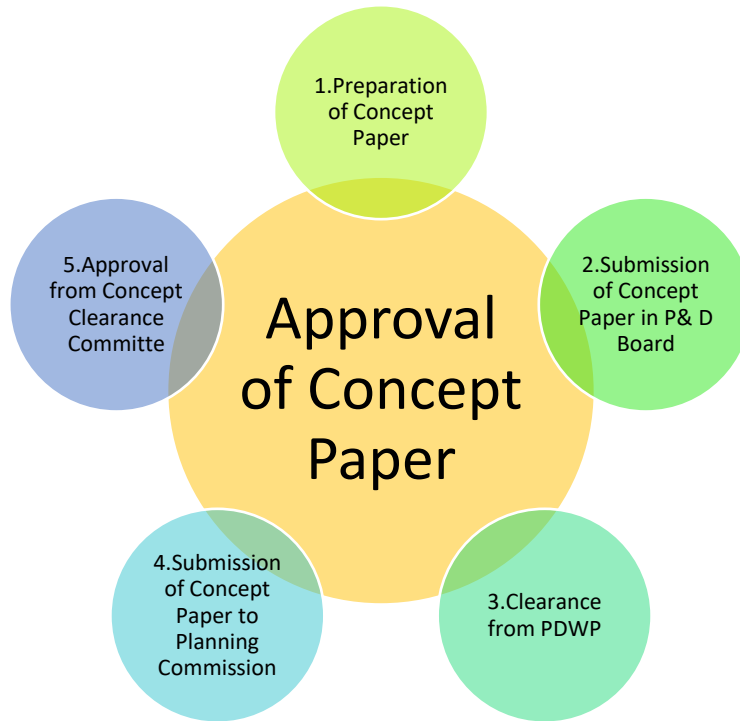 1.Preparation
of Concept
Paper
2.Submission
of Concept
Paper in P& D
Board
3.Clearance
from PDWP
4.Submission
of Concept
Paper to
Planning
Commission
5.Approval
from Concept
Clearance
Committe
Approval
of Concept
Paper